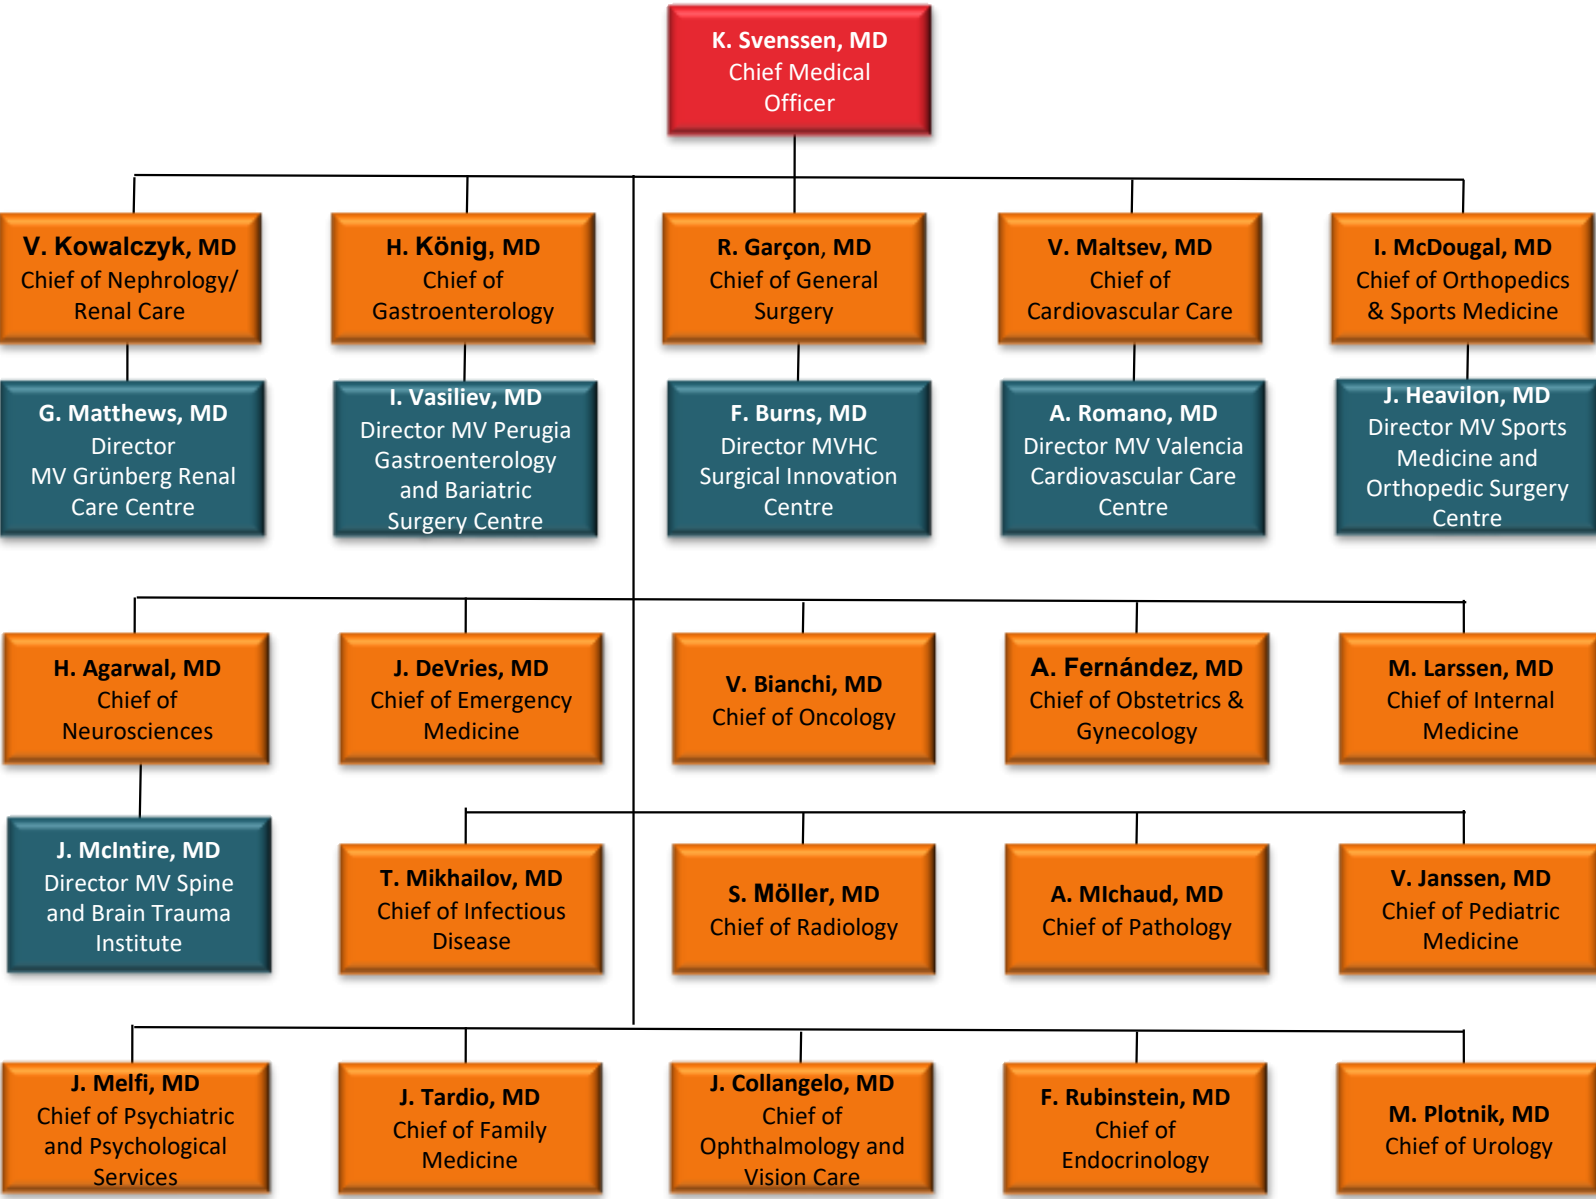 K. Svenssen, MD
Chief Medical
Officer
V. Kowalczyk, MD
Chief of Nephrology/
Renal Care
H. König, MD
Chief of
Gastroenterology
R. Garçon, MD
Chief of General
Surgery
V. Maltsev, MD
Chief of
Cardiovascular Care
I. McDougal, MD
Chief of Orthopedics
& Sports Medicine
G. Matthews, MD
Director
MV Grünberg Renal
Care Centre
I. Vasiliev, MD
Director MV Perugia
Gastroenterology
and Bariatric
Surgery Centre
F. Burns, MD
Director MVHC
Surgical Innovation
Centre
A. Romano, MD
Director MV Valencia
Cardiovascular Care
Centre
J. Heavilon, MD
Director MV Sports
Medicine and
Orthopedic Surgery
Centre
H. Agarwal, MD
Chief of
Neurosciences
J. DeVries, MD
Chief of Emergency
Medicine
V. Bianchi, MD
Chief of Oncology
A. Fernández, MD
Chief of Obstetrics &
Gynecology
M. Larssen, MD
Chief of Internal
Medicine
J. McIntire, MD
Director MV Spine
and Brain Trauma
Institute
T. Mikhailov, MD
Chief of Infectious
Disease
S. Möller, MD
Chief of Radiology
A. MIchaud, MD
Chief of Pathology
V. Janssen, MD
Chief of Pediatric
Medicine
J. Melfi, MD
Chief of Psychiatric
and Psychological
Services
J. Tardio, MD
Chief of Family
Medicine
J. Collangelo, MD
Chief of
Ophthalmology and
Vision Care
F. Rubinstein, MD
Chief of
Endocrinology
M. Plotnik, MD
Chief of Urology